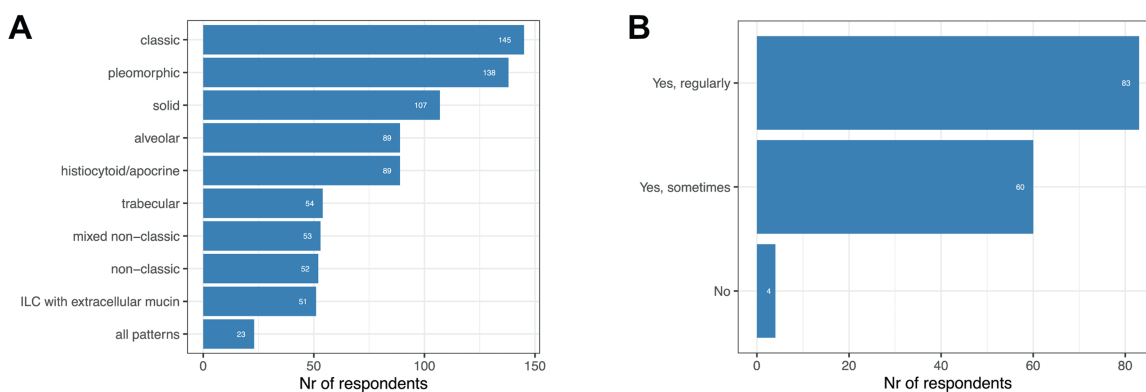 A
classic
145
pleomorphic
138
solid
107
alveolar
89
histiocytoid/apocrine
89
trabecular
54
mixed non−classic
53
non−classic
52
ILC with extracellular mucin
51
all patterns
23
0
50
100
150
Nr of respondents
B
Yes, regularly
83
Yes, sometimes
60
No
4
0
20
40
60
80
Nr of respondents